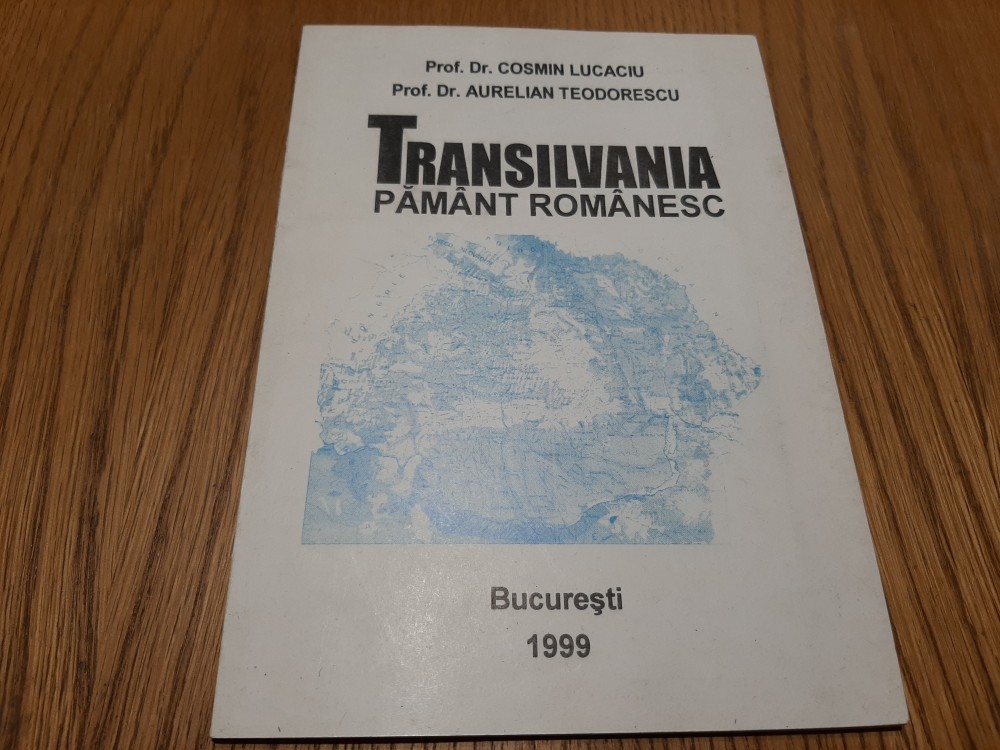 Prof. Dr. COSMIN LUCACIU
Prof. Dr. AURELIAN TEODORESCU
TRANSILVANIA
PĂMÂNT ROMÂNESC
Bucureşti
1999